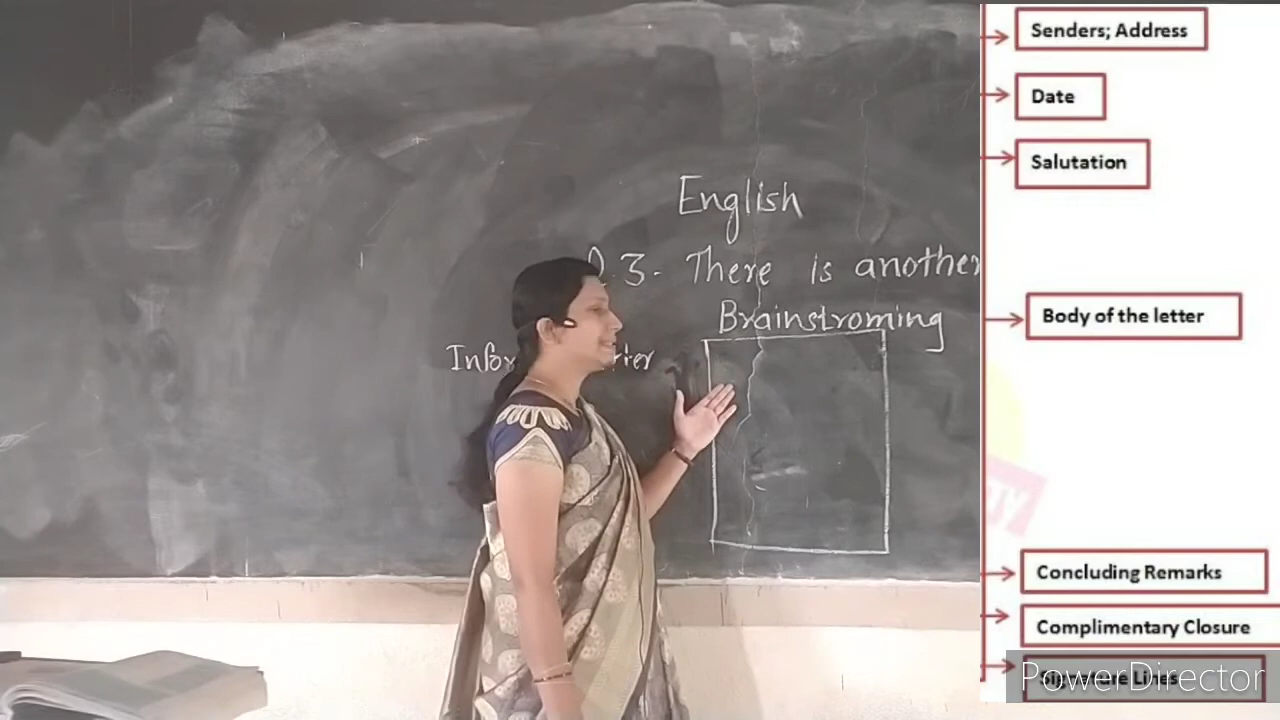 English
Q.3. There is another
Brainstroming
Senders; Address
Date
Salutation
Body of the letter
Concluding Remarks
Complimentary Closure
PowerDirector